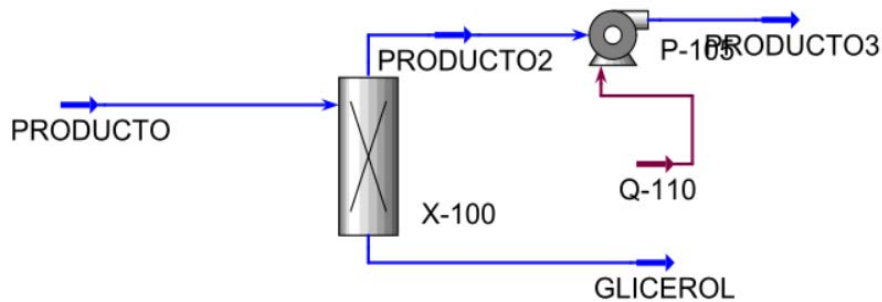 PRODUCTO
PRODUCTO2
P-105
PRODUCTO3
X-100
Q-110
GLICEROL